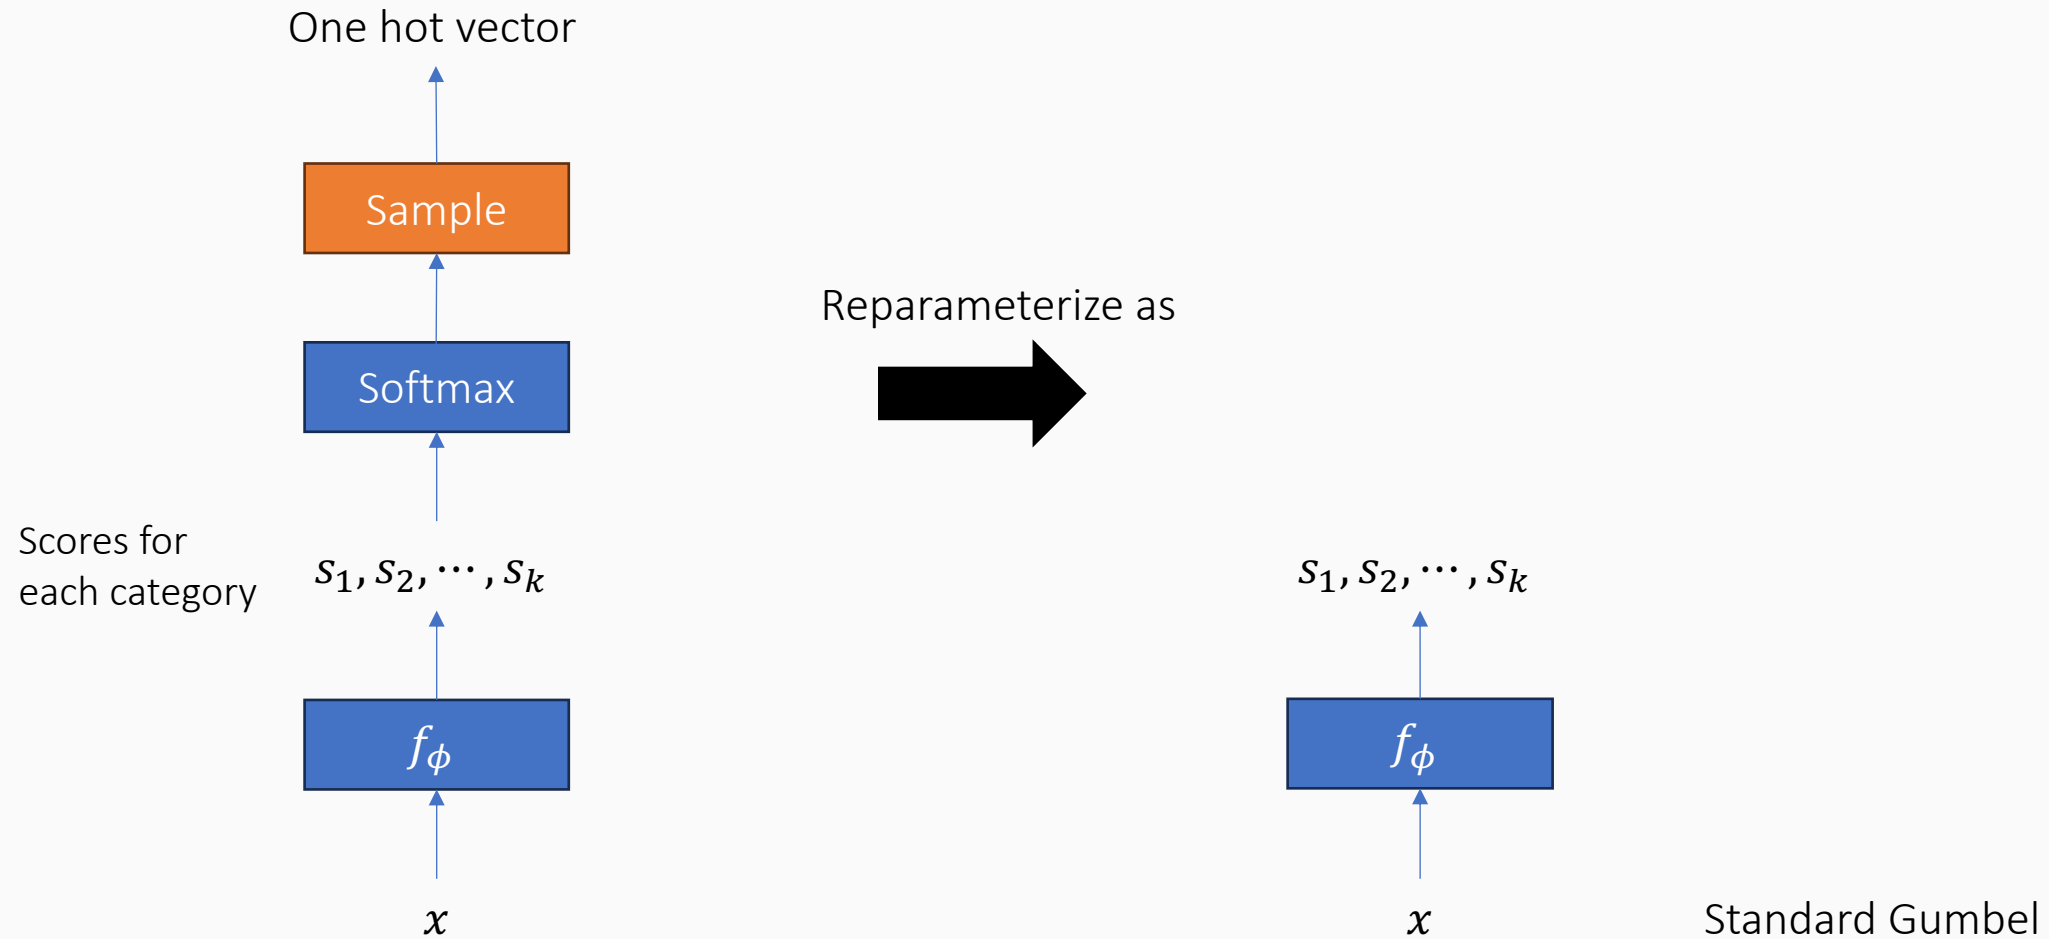 One hot vector
Sample
Softmax
Reparameterize as
Scores for
each category
s₁, s₂, ⋯ , sₖ
s₁, s₂, ⋯ , sₖ
f_ϕ
f_ϕ
x
x
Standard Gumbel